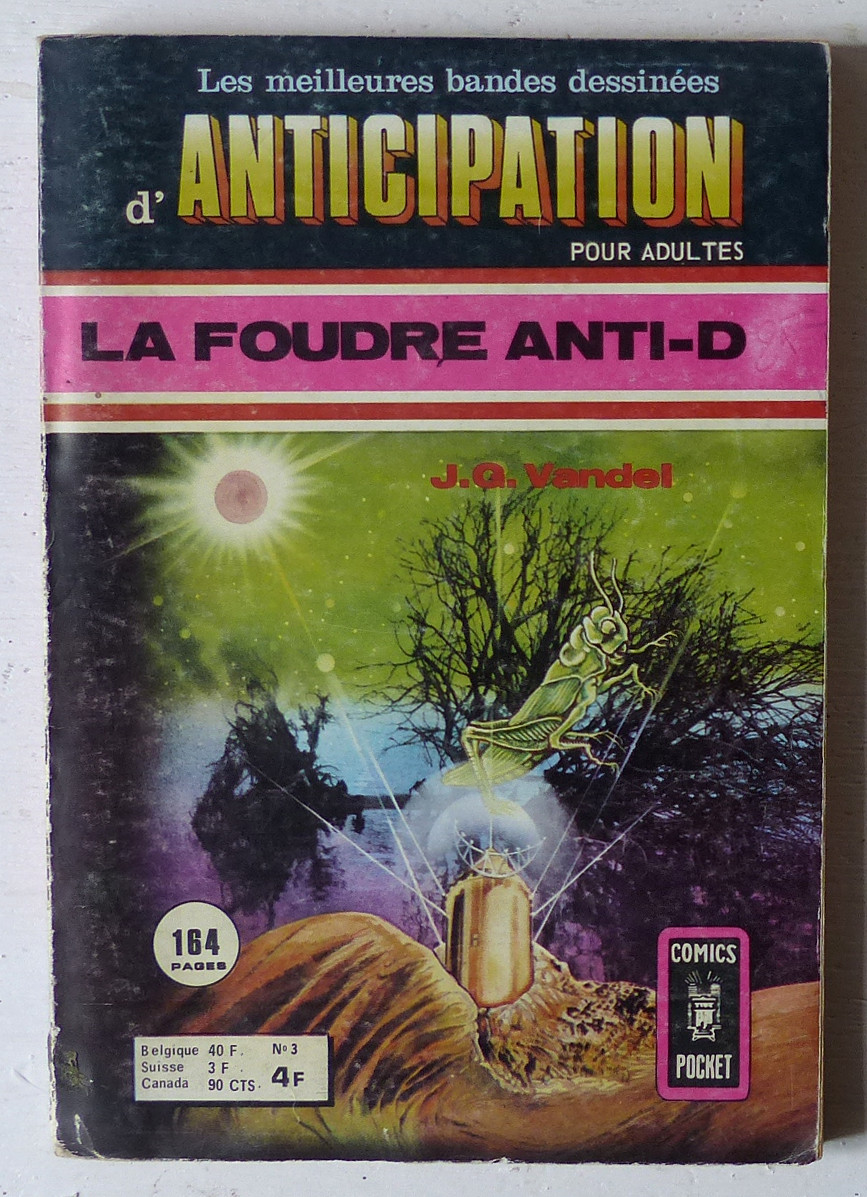 Les meilleures bandes dessinées
d'ANTICIPATION
POUR ADULTES
LA FOUDRE ANTI-D
J.G. Vandel
164
PAGES
Belgique 40 F. No 3
Suisse 3 F.
Canada 90 CTS. 4F
COMICS
POCKET